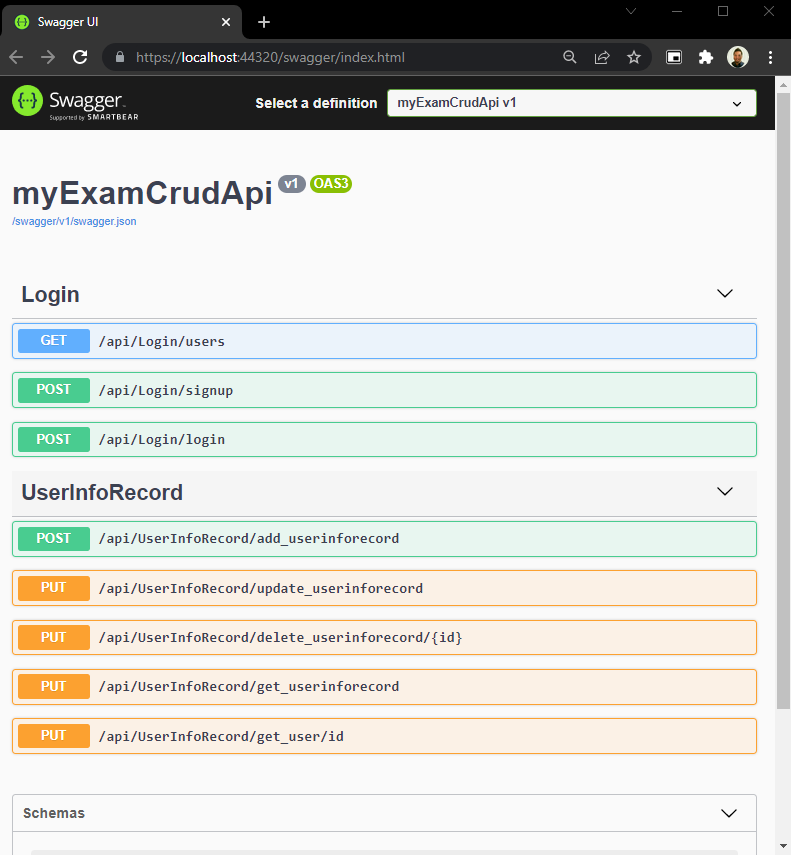 Swagger UI
https://localhost:44320/swagger/index.html
Swagger
Supported by SMARTBEAR
Select a definition
myExamCrudApi v1
myExamCrudApi v1 OAS3
/swagger/v1/swagger.json
Login
GET /api/Login/users
POST /api/Login/signup
POST /api/Login/login
UserInfoRecord
POST /api/UserInfoRecord/add_userinforecord
PUT /api/UserInfoRecord/update_userinforecord
PUT /api/UserInfoRecord/delete_userinforecord/{id}
PUT /api/UserInfoRecord/get_userinforecord
PUT /api/UserInfoRecord/get_user/id
Schemas